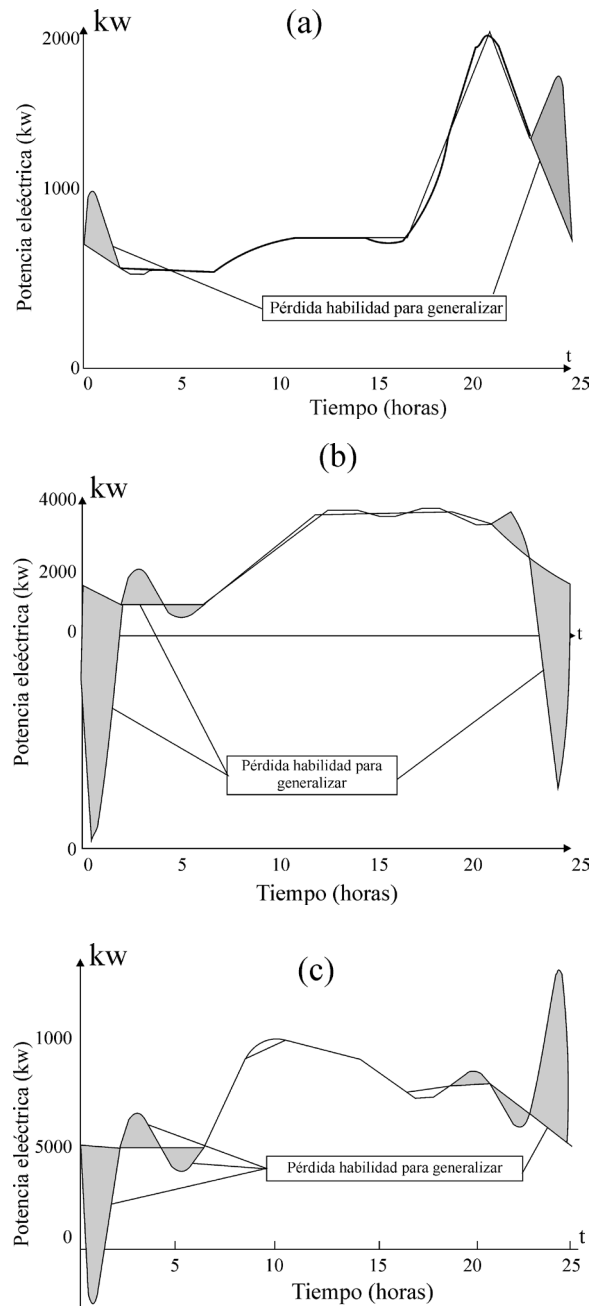 (a)
kw
2000
1000
0
Potencia eleéctrica (kw)
Pérdida habilidad para generalizar
t
0 5 10 15 20 25
Tiempo (horas)
(b)
kw
4000
2000
0
Potencia eleéctrica (kw)
t
Pérdida habilidad para
generalizar
0
0 5 10 15 20 25
Tiempo (horas)
(c)
kw
1000
5000
0
Potencia eleéctrica (kw)
Pérdida habilidad para generalizar
t
5 10 15 20 25
Tiempo (horas)